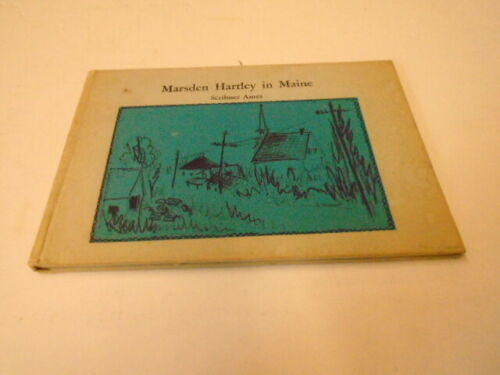 Marsden Hartley in Maine
Scribner Ames